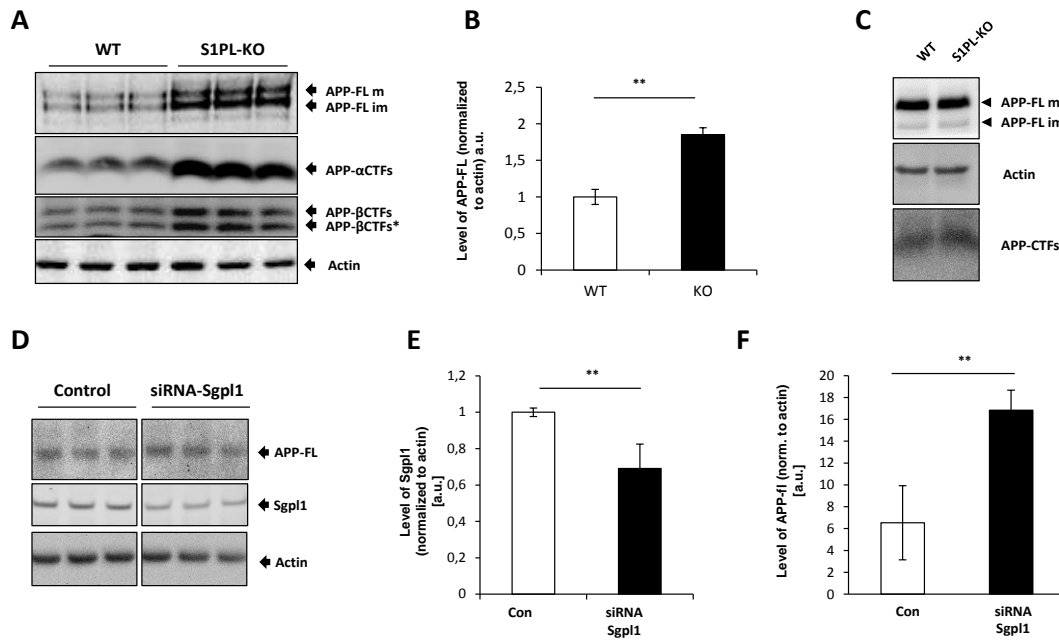 A
WT S1PL-KO
APP-FL m
APP-FL im
APP-αCTFs
APP-βCTFs
APP-βCTFs*
Actin
B
**
Level of APP-FL (normalized
to actin) a.u.
2,5
2
1,5
1
0,5
0
WT KO
C
WT S1PL-KO
APP-FL m
APP-FL im
Actin
APP-CTFs
D
Control siRNA-Sgpl1
APP-FL
Sgpl1
Actin
E
**
Level of Sgpl1
(normalized to actin)
[a.u.]
1,2
1
0,8
0,6
0,4
0,2
0
Con siRNA
Sgpl1
F
**
Level of APP-fl (norm. to actin)
[a.u.]
20
18
16
14
12
10
8
6
4
2
0
Con siRNA
Sgpl1